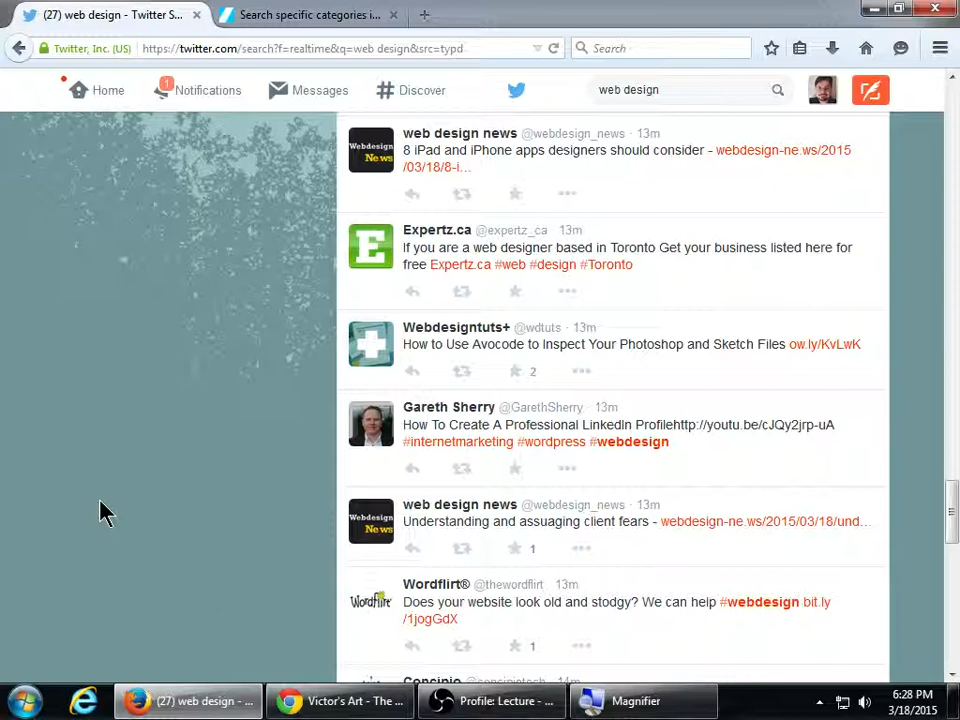 (27) web design - Twitter S...
Search specific categories i...
Twitter, Inc. (US)
https://twitter.com/search?f=realtime&q=web design&src=typd
Search
Home
1
Notifications
Messages
Discover
web design
web design news @webdesign_news · 13m
8 iPad and iPhone apps designers should consider - webdesign-ne.ws/2015
/03/18/8-i...
Webdesign
News
Expertz.ca @expertz_ca · 13m
If you are a web designer based in Toronto Get your business listed here for
free Expertz.ca #web #design #Toronto
E
Webdesigntuts+ @wdtuts · 13m
How to Use Avocode to Inspect Your Photoshop and Sketch Files ow.ly/KvLwK
2
Gareth Sherry @GarethSherry · 13m
How To Create A Professional LinkedIn Profilehttp://youtu.be/cJQy2jrp-uA
#internetmarketing #wordpress #webdesign
web design news @webdesign_news · 13m
Understanding and assuaging client fears - webdesign-ne.ws/2015/03/18/und...
Webdesign
News
1
Wordflirt® @thewordflirt · 13m
Does your website look old and stodgy? We can help #webdesign bit.ly
/1jogGdX
Wordflirt
1
(27) web design - ...
Victor's Art - The ...
Profile: Lecture - ...
Magnifier
6:28 PM
3/18/2015